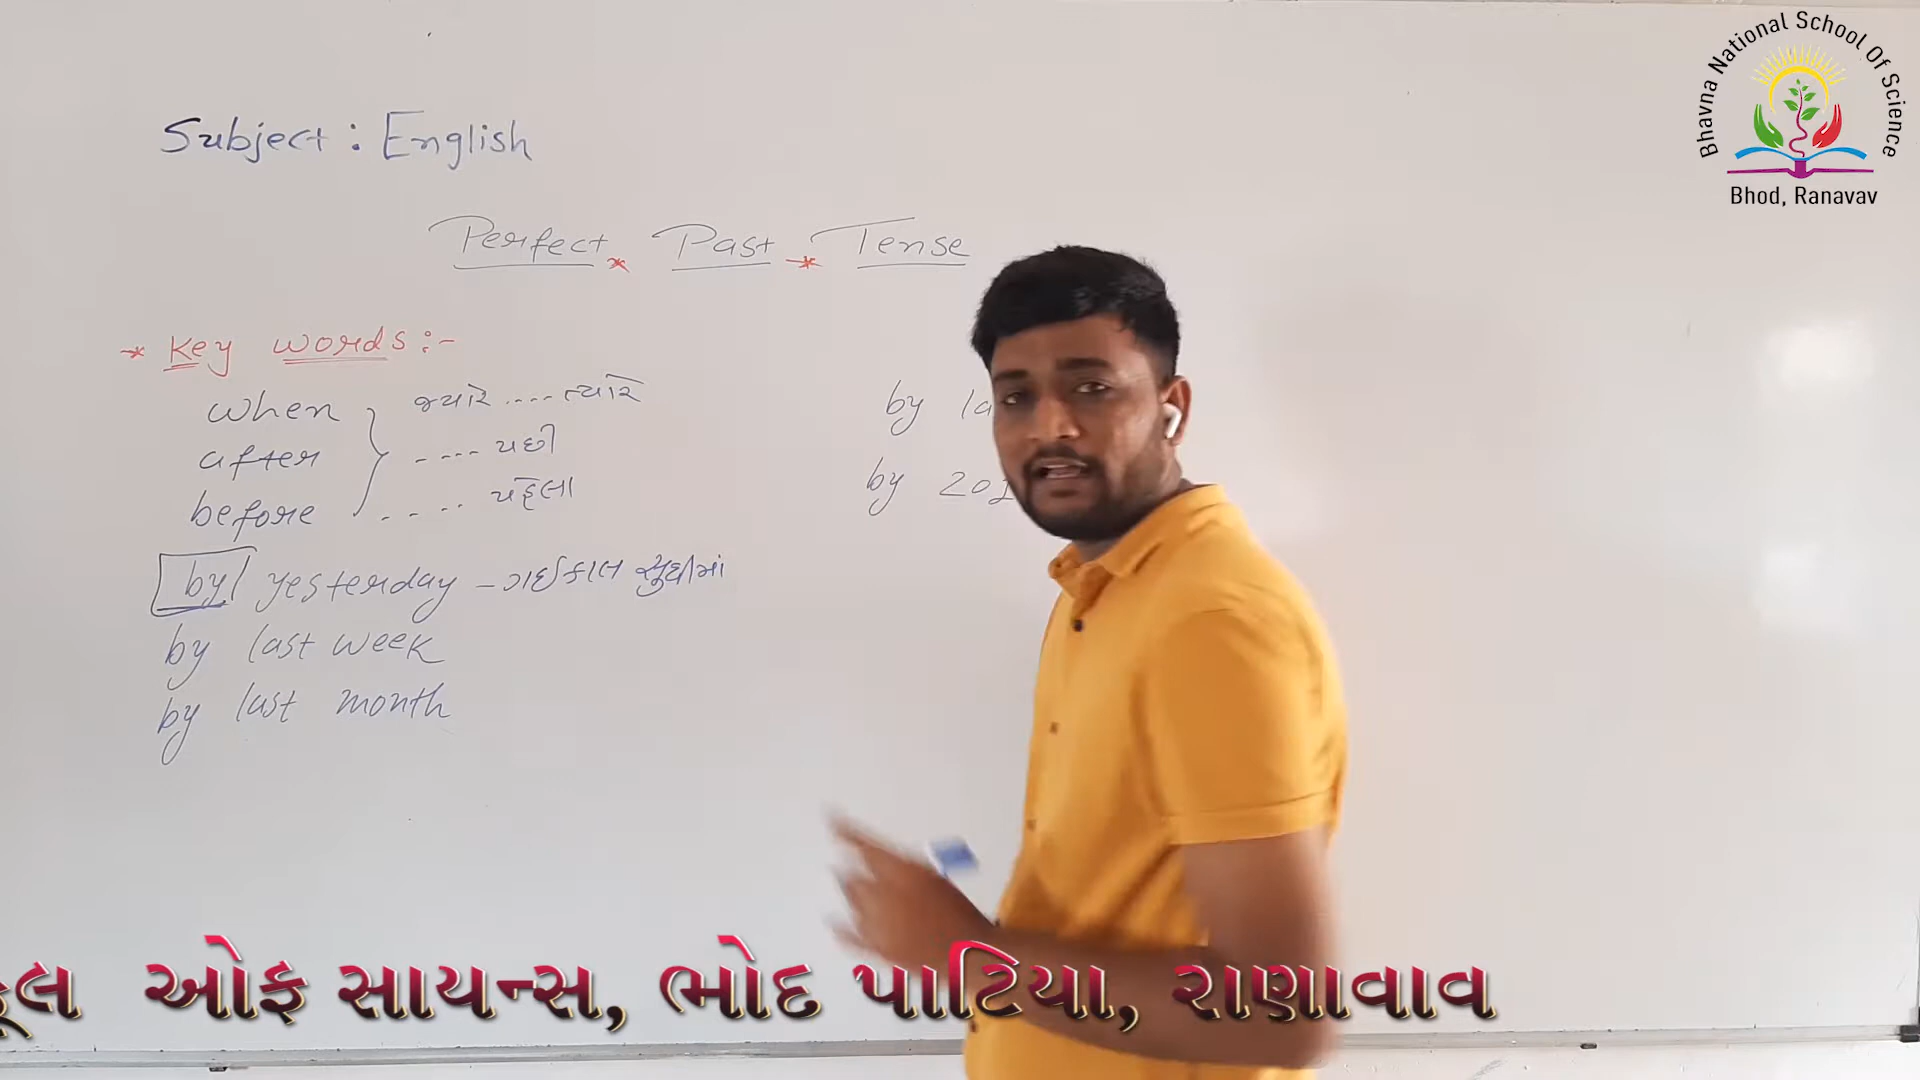 Bhavna National School Of Science
Bhod, Ranavav
Subject : English
Perfect * Past * Tense
* Key words :-
when જ્યારે .... ત્યારે
after .... પછી
before .... પહેલા
by yesterday - ગઈકાલ સુધીમાં
by last week
by last month
by
by 201
ઓફ સાયન્સ, ભોદ પાટિયા, રાણાવાવ